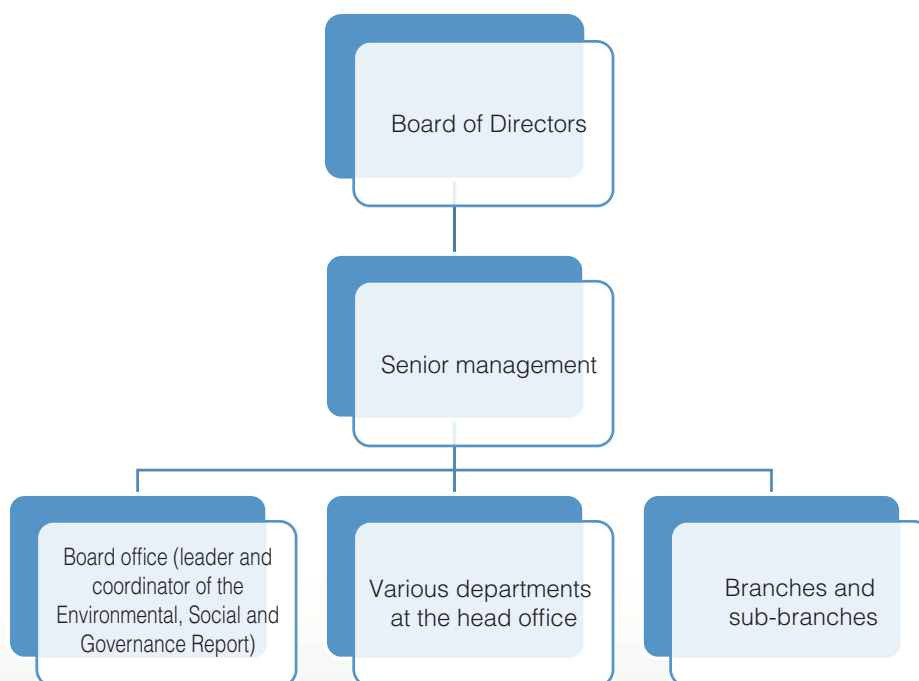 Board of Directors
Senior management
Board office (leader and
coordinator of the
Environmental, Social and
Governance Report)
Various departments
at the head office
Branches and
sub-branches